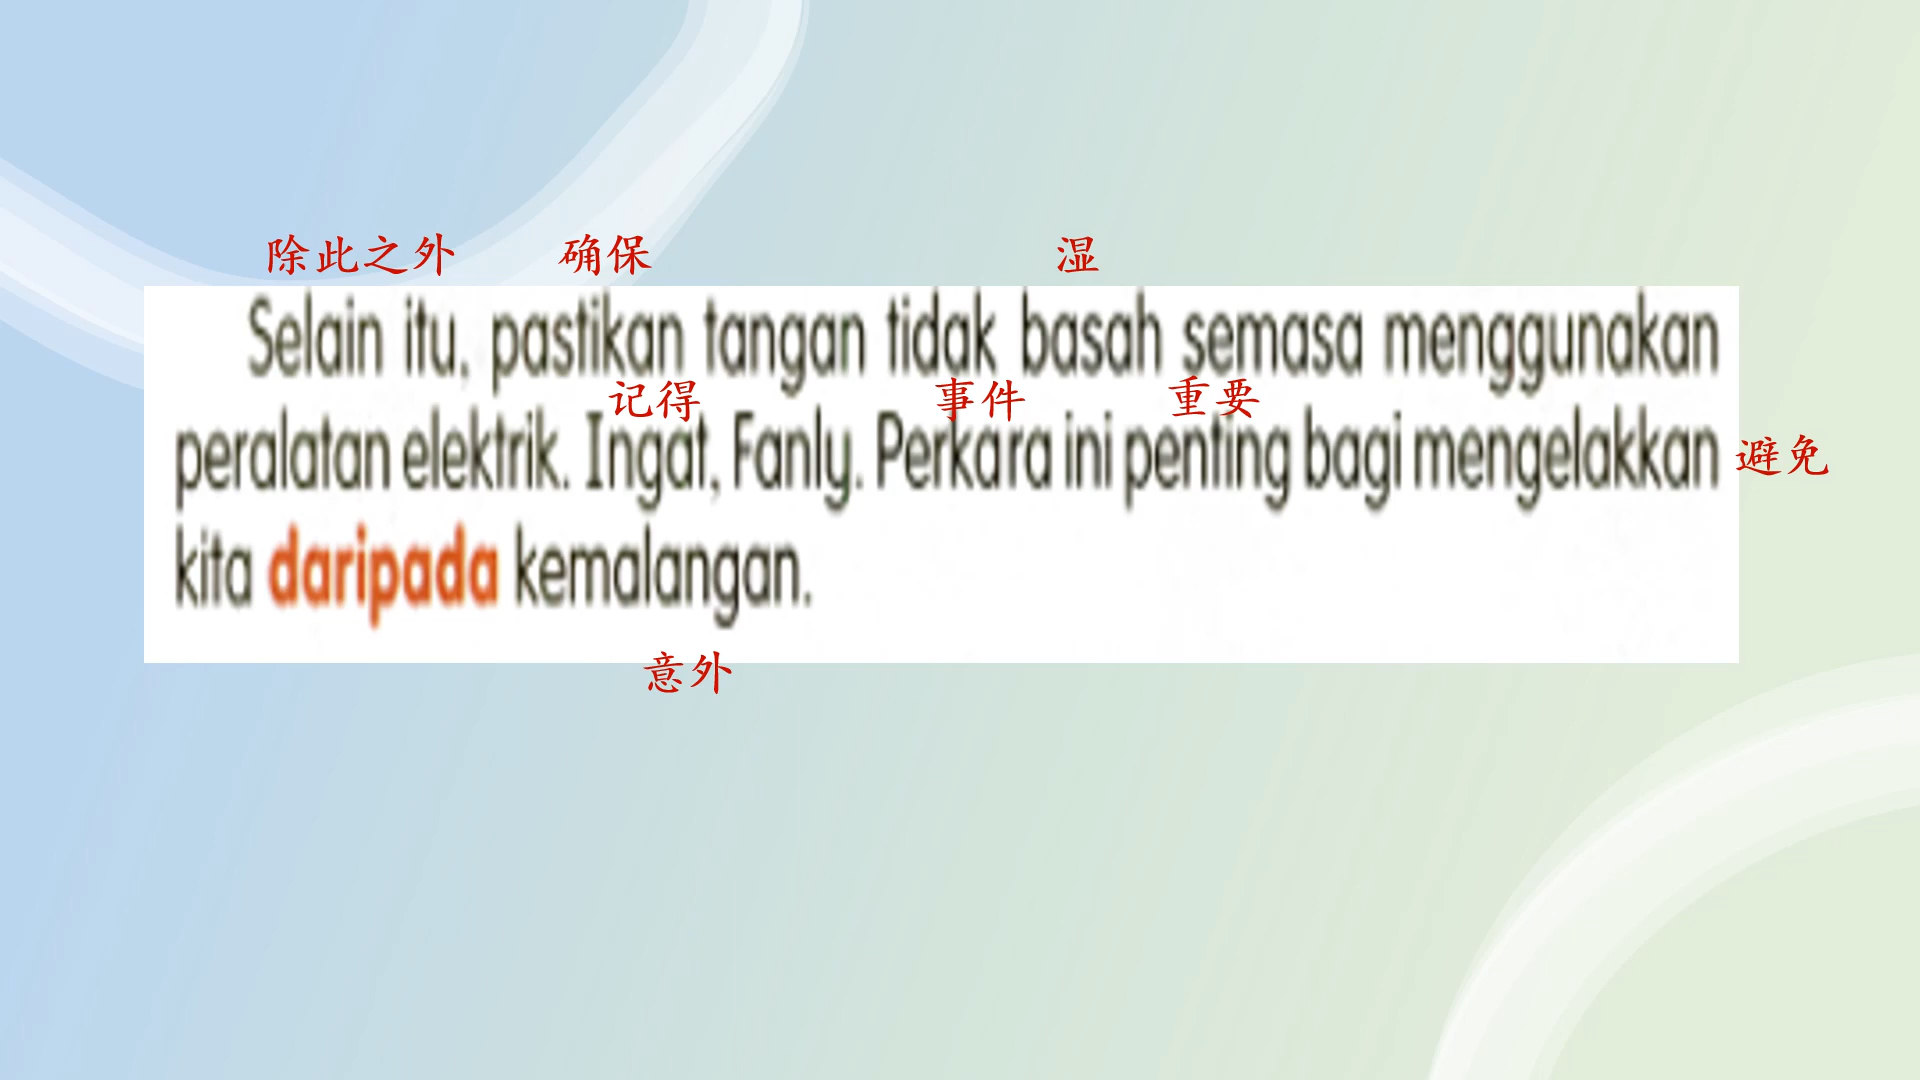 除此之外 确保 湿
Selain itu, pastikan tangan tidak basah semasa menggunakan
记得 事件 重要
peralatan elektrik. Ingat, Fanly. Perkara ini penting bagi mengelakkan 避免
kita daripada kemalangan.
意外